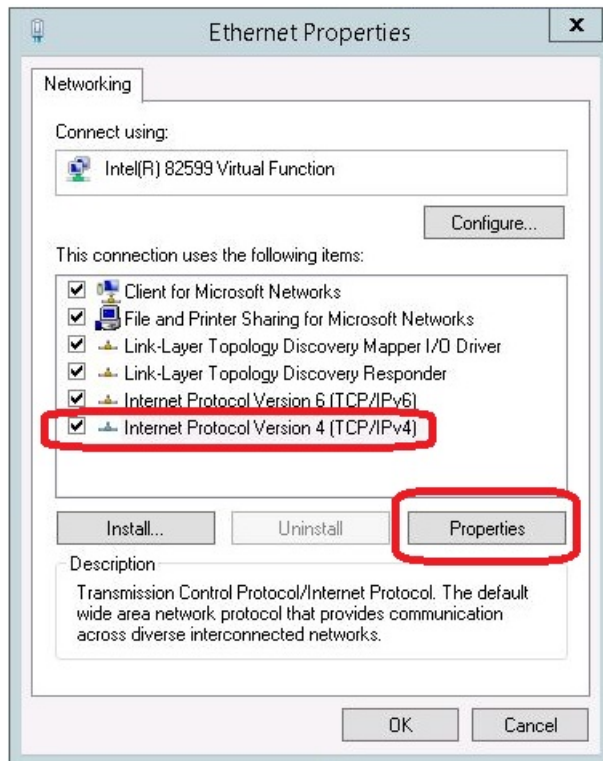 Ethernet Properties
x
Networking
Connect using:
Intel(R) 82599 Virtual Function
Configure...
This connection uses the following items:
Client for Microsoft Networks
File and Printer Sharing for Microsoft Networks
Link-Layer Topology Discovery Mapper I/O Driver
Link-Layer Topology Discovery Responder
Internet Protocol Version 6 (TCP/IPv6)
Internet Protocol Version 4 (TCP/IPv4)
Install...
Uninstall
Properties
Description
Transmission Control Protocol/Internet Protocol. The default
wide area network protocol that provides communication
across diverse interconnected networks.
OK
Cancel